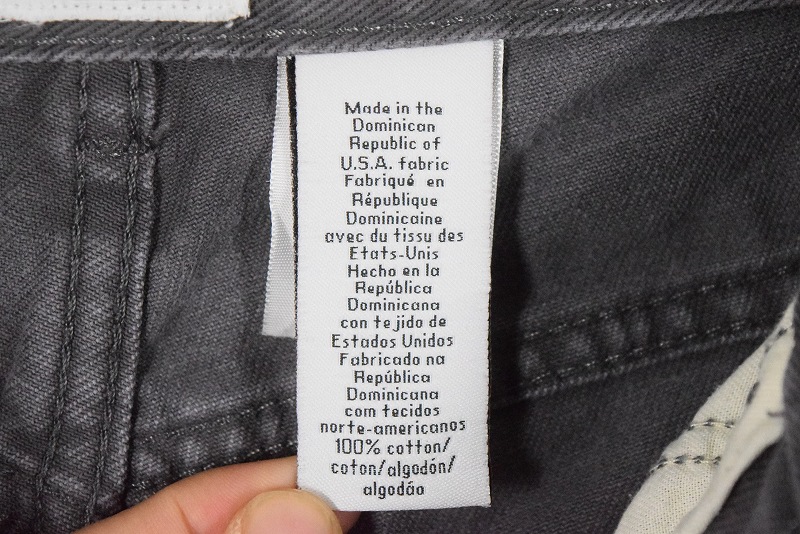 Made in the
Dominican
Republic of
U.S.A. fabric
Fabriqué en
République
Dominicaine
avec du tissu des
Etats-Unis
Hecho en la
República
Dominicana
con tejido de
Estados Unidos
Fabricado na
República
Dominicana
com tecidos
norte-americanos
100% cotton/
coton/algodón/
algodão